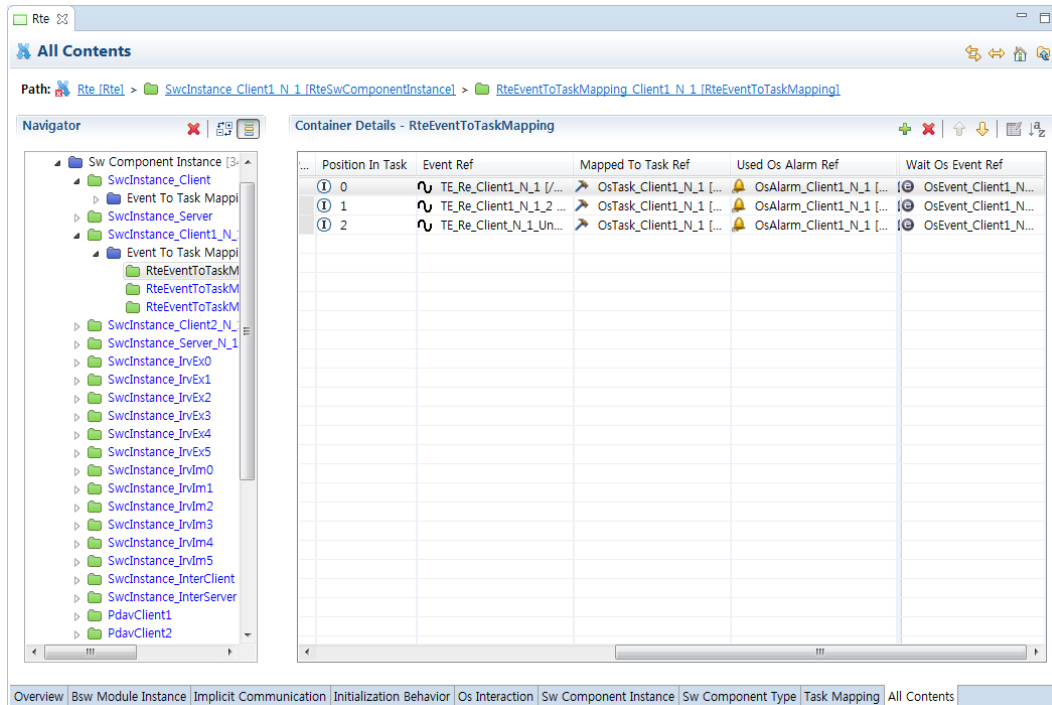 Rte
All Contents
Path: Rte [Rte] > SwcInstance_Client1_N_1 [RteSwComponentInstance] > RteEventToTaskMapping_Client1_N_1 [RteEventToTaskMapping]
Navigator
Sw Component Instance [3
SwcInstance_Client
Event To Task Mappi
SwcInstance_Server
SwcInstance_Client1_N_
Event To Task Mappi
RteEventToTaskM
RteEventToTaskM
RteEventToTaskM
SwcInstance_Client2_N_
SwcInstance_Server_N_1
SwcInstance_IrvEx0
SwcInstance_IrvEx1
SwcInstance_IrvEx2
SwcInstance_IrvEx3
SwcInstance_IrvEx4
SwcInstance_IrvEx5
SwcInstance_IrvIm0
SwcInstance_IrvIm1
SwcInstance_IrvIm2
SwcInstance_IrvIm3
SwcInstance_IrvIm4
SwcInstance_IrvIm5
SwcInstance_InterClient
SwcInstance_InterServer
PdavClient1
PdavClient2
Container Details - RteEventToTaskMapping
... Position In Task Event Ref Mapped To Task Ref Used Os Alarm Ref Wait Os Event Ref
0 TE_Re_Client1_N_1 [/... OsTask_Client1_N_1 [... OsAlarm_Client1_N_1 [... OsEvent_Client1_N...
1 TE_Re_Client1_N_1_2 ... OsTask_Client1_N_1 [... OsAlarm_Client1_N_1 [... OsEvent_Client1_N...
2 TE_Re_Client_N_1_Un... OsTask_Client1_N_1 [... OsAlarm_Client1_N_1 [... OsEvent_Client1_N...
Overview Bsw Module Instance Implicit Communication Initialization Behavior Os Interaction Sw Component Instance Sw Component Type Task Mapping All Contents